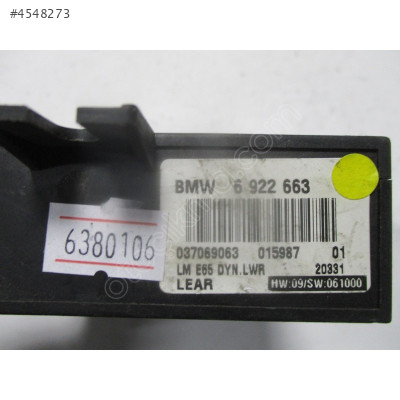 #4548273
BMW 6 922 663
6380106
037069063 015987 01
LM E65 DYN.LWR 20331
LEAR HW:09/SW:061000